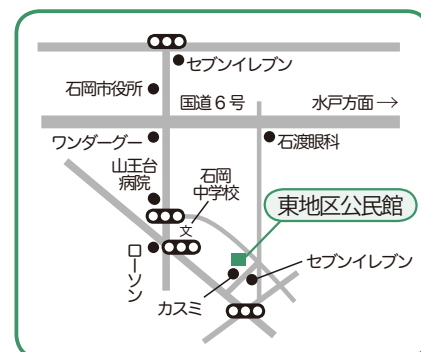 セブンイレブン
石岡市役所
国道6号
水戸方面→
ワンダーグー
石渡眼科
山王台
病院
石岡
中学校
文
東地区公民館
ローソン
セブンイレブン
カスミ